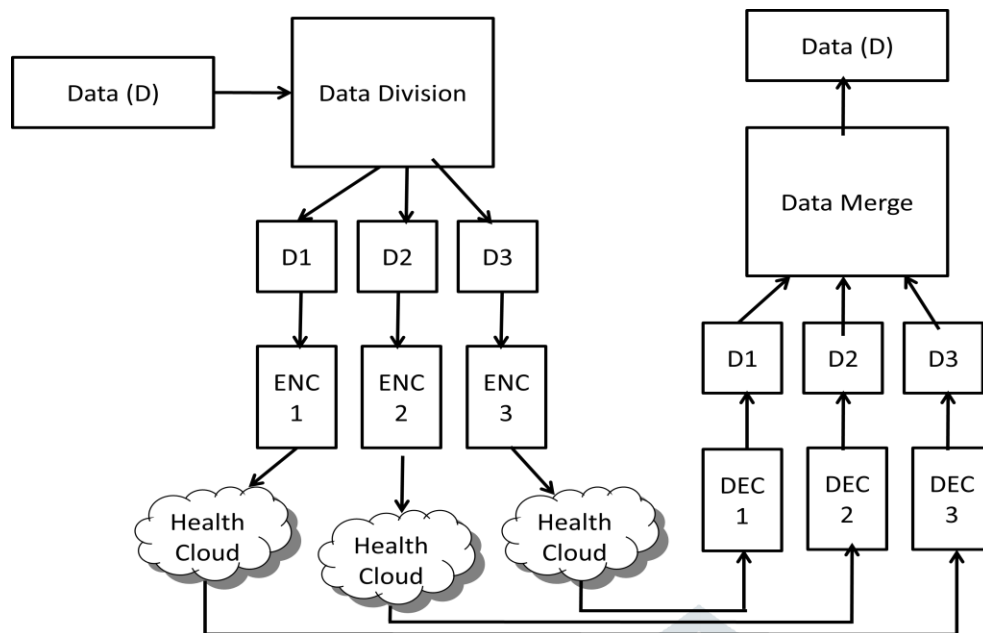 Data (D)
Data Division
D1
D2
D3
ENC
1
ENC
2
ENC
3
Health
Cloud
Health
Cloud
Health
Cloud
Data (D)
Data Merge
D1
D2
D3
DEC
1
DEC
2
DEC
3